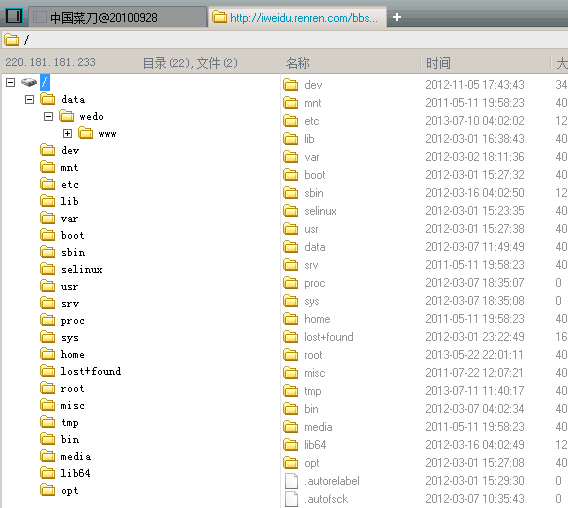 中国菜刀@20100928 http://iweidu.renren.com/bbs...
/
220.181.181.233 目录(22),文件(2) 名称 时间 大
/
data
wedo
www
dev
mnt
etc
lib
var
boot
sbin
selinux
usr
srv
proc
sys
home
lost+found
root
misc
tmp
bin
media
lib64
opt
dev 2012-11-05 17:43:43 34
mnt 2011-05-11 19:58:23 40
etc 2013-07-10 04:02:02 12
lib 2012-03-01 16:38:43 40
var 2012-03-02 18:11:36 40
boot 2012-03-01 15:27:32 40
sbin 2012-03-16 04:02:50 12
selinux 2012-03-01 15:23:35 40
usr 2012-03-01 15:27:38 40
data 2012-03-07 11:49:49 40
srv 2011-05-11 19:58:23 40
proc 2012-03-07 18:35:07 0
sys 2012-03-07 18:35:08 0
home 2011-05-11 19:58:23 40
lost+found 2012-03-01 23:22:49 16
root 2013-05-22 22:01:11 40
misc 2011-07-22 12:07:21 40
tmp 2013-07-11 11:40:17 40
bin 2012-03-07 04:02:34 40
media 2011-05-11 19:58:23 40
lib64 2012-03-16 04:02:49 12
opt 2012-03-01 15:27:08 40
.autorelabel 2012-03-01 15:29:30 0
.autofsck 2012-03-07 10:35:43 0